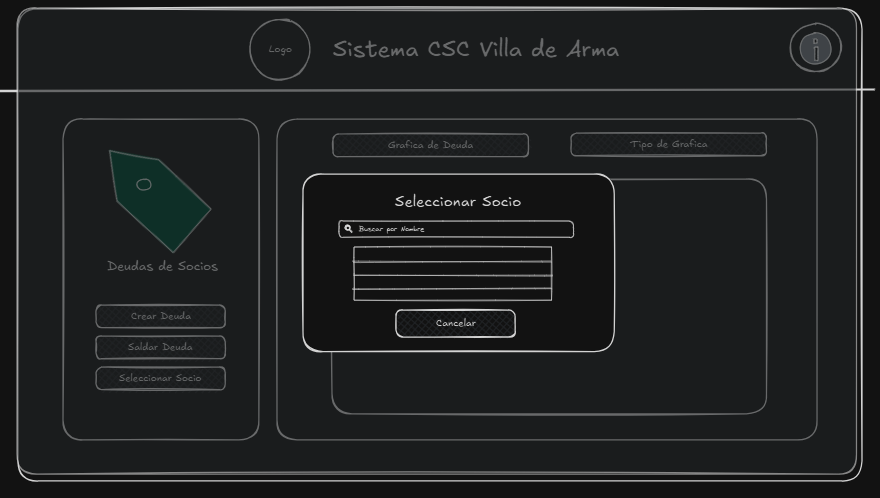 Logo
Sistema CSC Villa de Arma
i
Grafica de Deuda
Tipo de Grafica
Seleccionar Socio
Buscar por Nombre
Cancelar
Deudas de Socios
Crear Deuda
Saldar Deuda
Seleccionar Socio